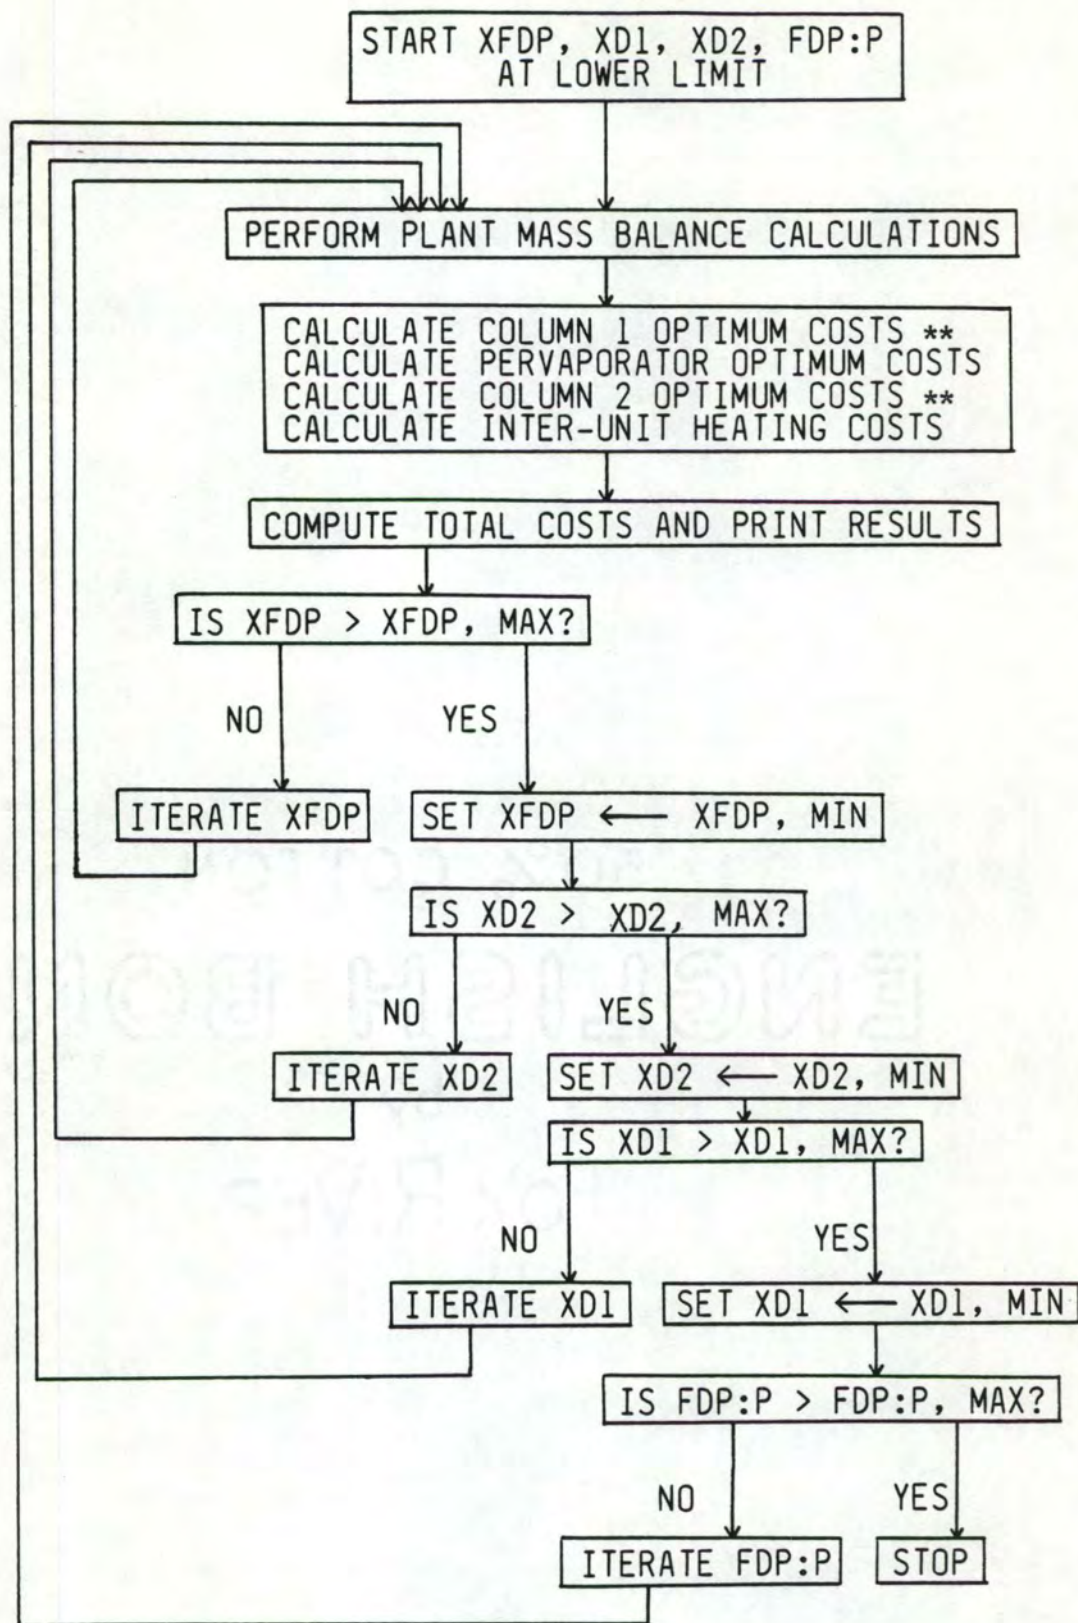 START XFDP, XD1, XD2, FDP:P
AT LOWER LIMIT
PERFORM PLANT MASS BALANCE CALCULATIONS
CALCULATE COLUMN 1 OPTIMUM COSTS **
CALCULATE PERVAPORATOR OPTIMUM COSTS
CALCULATE COLUMN 2 OPTIMUM COSTS **
CALCULATE INTER-UNIT HEATING COSTS
COMPUTE TOTAL COSTS AND PRINT RESULTS
IS XFDP > XFDP, MAX?
NO YES
ITERATE XFDP SET XFDP ← XFDP, MIN
IS XD2 > XD2, MAX?
NO YES
ITERATE XD2 SET XD2 ← XD2, MIN
IS XD1 > XD1, MAX?
NO YES
ITERATE XD1 SET XD1 ← XD1, MIN
IS FDP:P > FDP:P, MAX?
NO YES
ITERATE FDP:P STOP